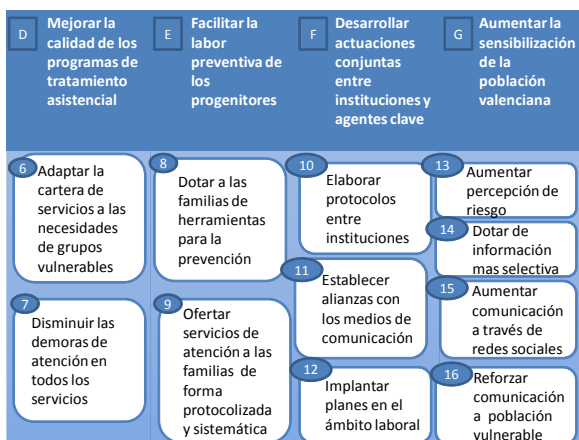 D
Mejorar la
calidad de los
programas de
tratamiento
asistencial
E
Facilitar la
labor
preventiva de
los
progenitores
F
Desarrollar
actuaciones
conjuntas
entre
instituciones y
agentes clave
G
Aumentar la
sensibilización
de la
población
valenciana
6
Adaptar la
cartera de
servicios a las
necesidades
de grupos
vulnerables
7
Disminuir las
demoras de
atención en
todos los
servicios
8
Dotar a las
familias de
herramientas
para la
prevención
9
Ofertar
servicios de
atención a las
familias de
forma
protocolizada
y sistemática
10
Elaborar
protocolos
entre
instituciones
11
Establecer
alianzas con
los medios de
comunicación
12
Implantar
planes en el
ámbito laboral
13
Aumentar
percepción de
riesgo
14
Dotar de
información
mas selectiva
15
Aumentar
comunicación
a través de
redes sociales
16
Reforzar
comunicación
a población
vulnerable